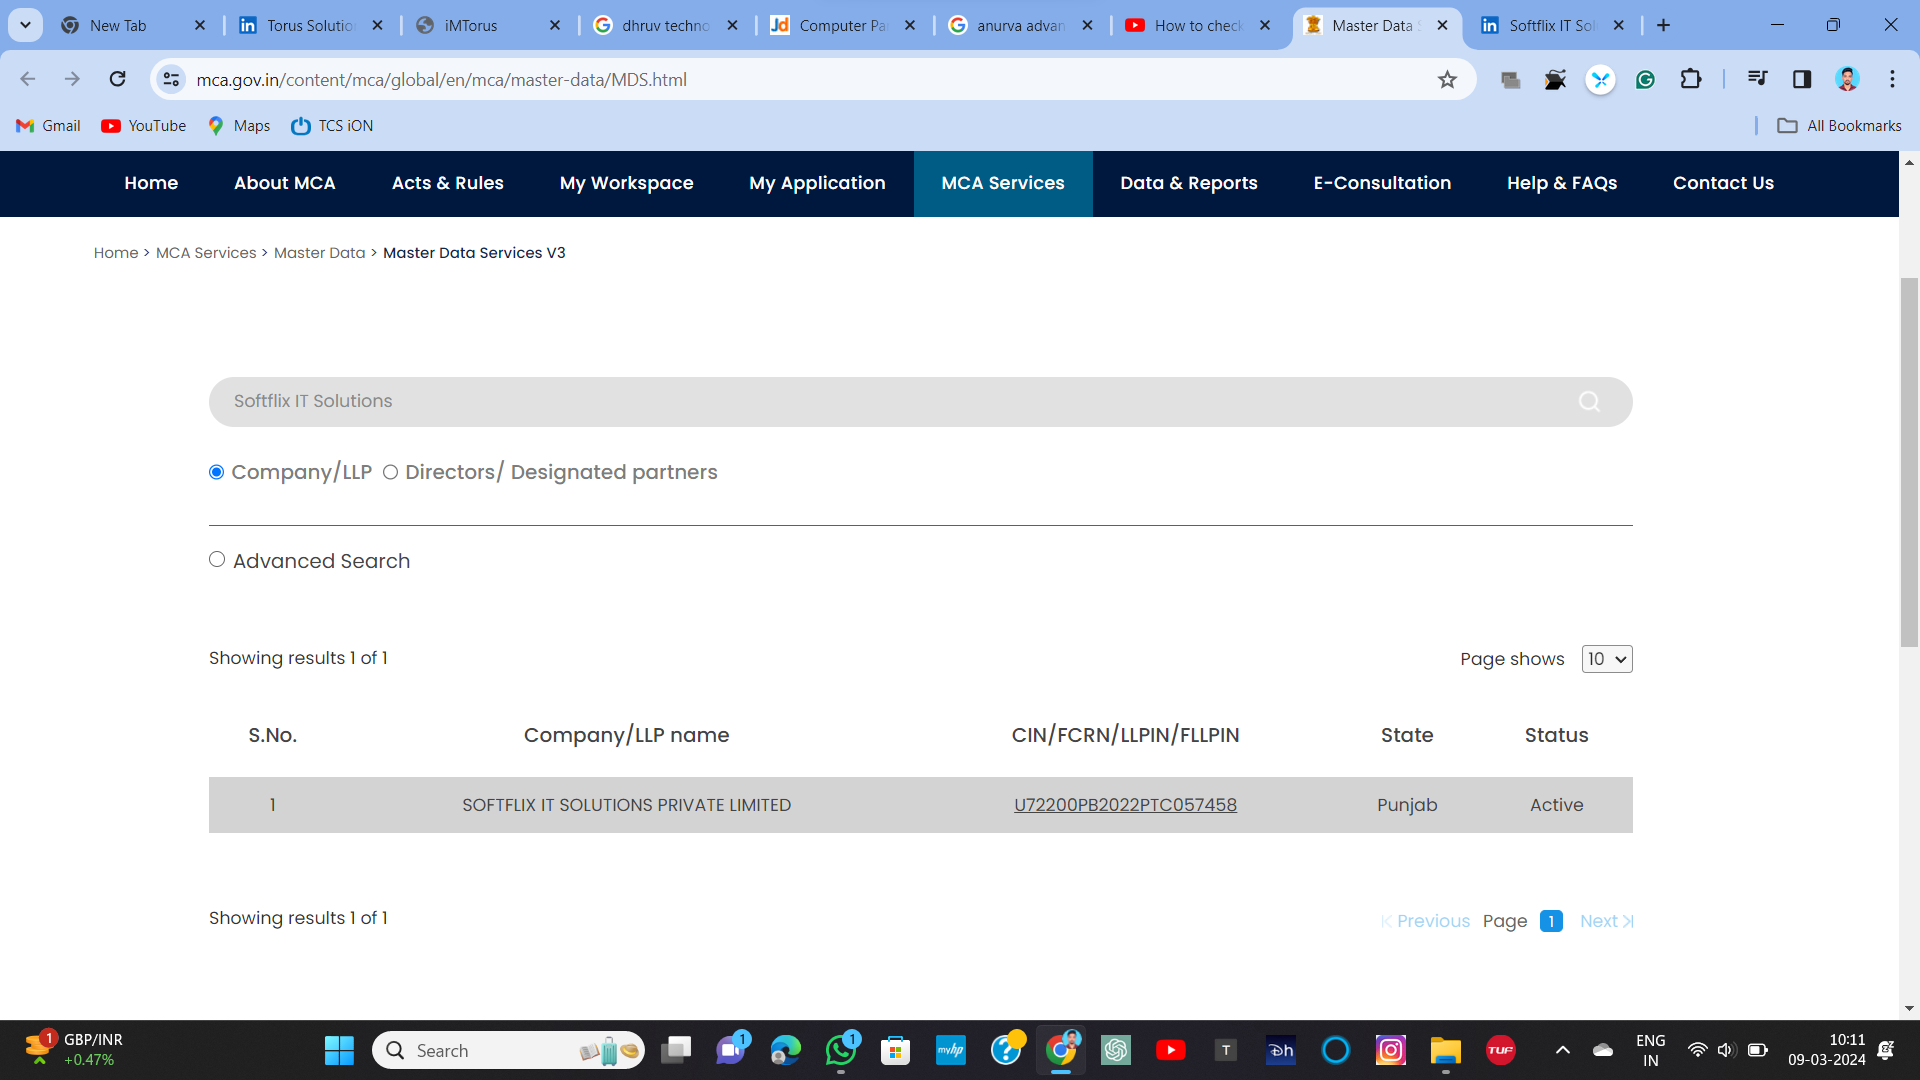 New Tab
Torus Solutio
iMTorus
dhruv techno
Computer Pa
anurva advan
How to check
Master Data S
Softflix IT Sol
mca.gov.in/content/mca/global/en/mca/master-data/MDS.html
Gmail
YouTube
Maps
TCS iON
All Bookmarks
Home
About MCA
Acts & Rules
My Workspace
My Application
MCA Services
Data & Reports
E-Consultation
Help & FAQs
Contact Us
Home > MCA Services > Master Data > Master Data Services V3
Softflix IT Solutions
Company/LLP
Directors/ Designated partners
Advanced Search
Showing results 1 of 1
Page shows 10
S.No.
Company/LLP name
CIN/FCRN/LLPIN/FLLPIN
State
Status
1
SOFTFLIX IT SOLUTIONS PRIVATE LIMITED
U72200PB2022PTC057458
Punjab
Active
Showing results 1 of 1
Previous Page 1 Next
1
GBP/INR
+0.47%
Search
1
1
myhp
T
Dh
TUF
ENG
IN
10:11
09-03-2024